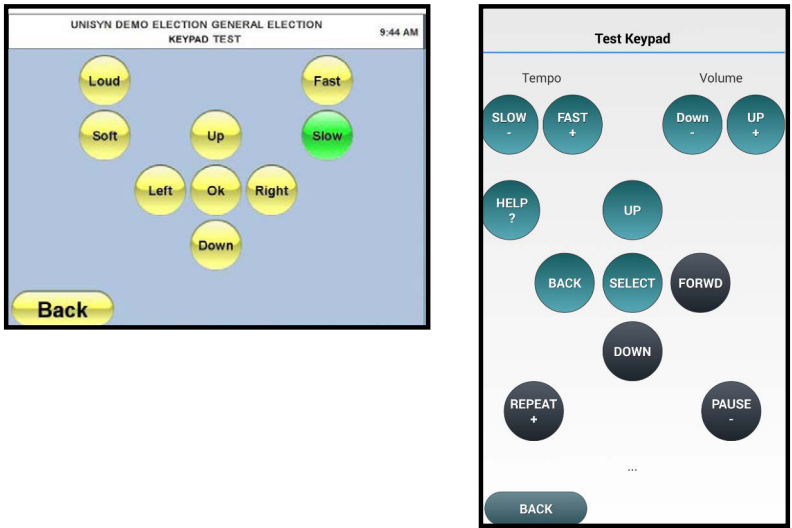 UNISYN DEMO ELECTION GENERAL ELECTION
KEYPAD TEST
9:44 AM
Loud
Fast
Soft
Up
Slow
Left
Ok
Right
Down
Back
Test Keypad
Tempo
Volume
SLOW
-
FAST
+
Down
-
UP
+
HELP
?
UP
BACK
SELECT
FORWD
DOWN
REPEAT
+
PAUSE
-
...
BACK